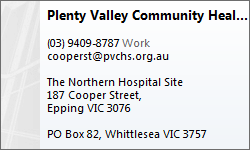 Plenty Valley Community Heal...
(03) 9409-8787 Work
cooperst@pvchs.org.au
The Northern Hospital Site
187 Cooper Street,
Epping VIC 3076
PO Box 82, Whittlesea VIC 3757